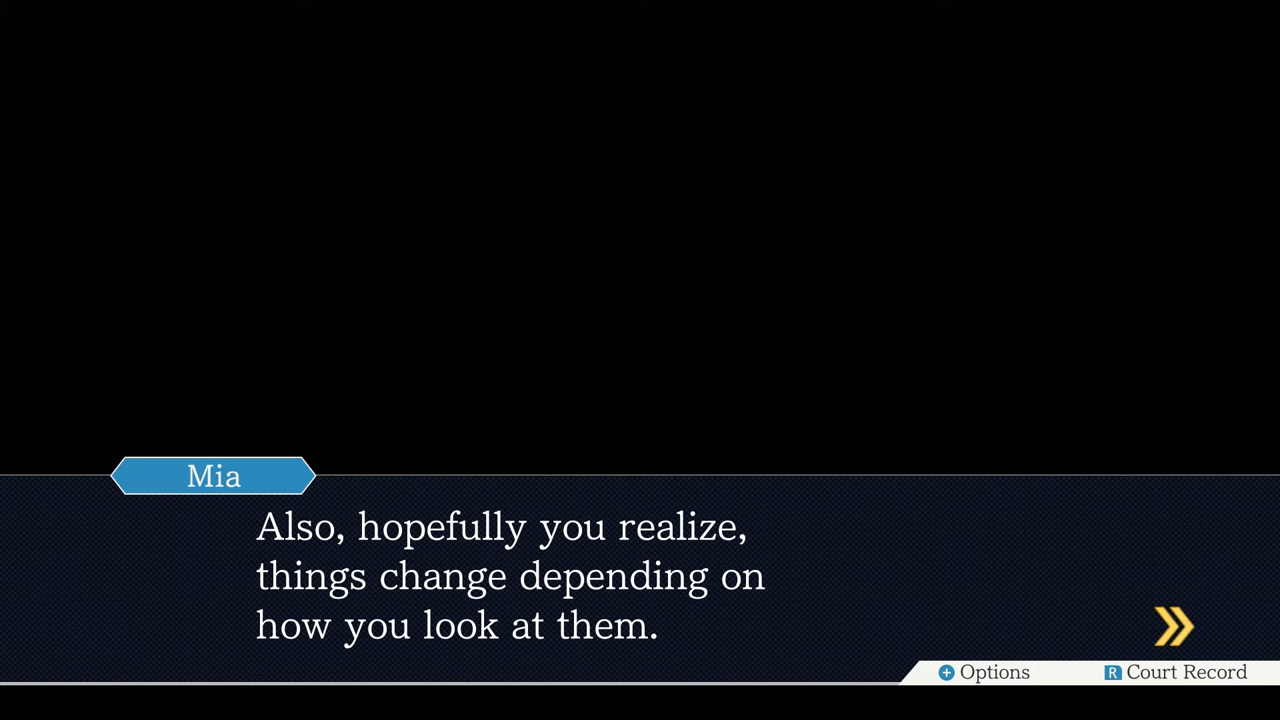 Mia
Also, hopefully you realize,
things change depending on
how you look at them.
+ Options
R Court Record